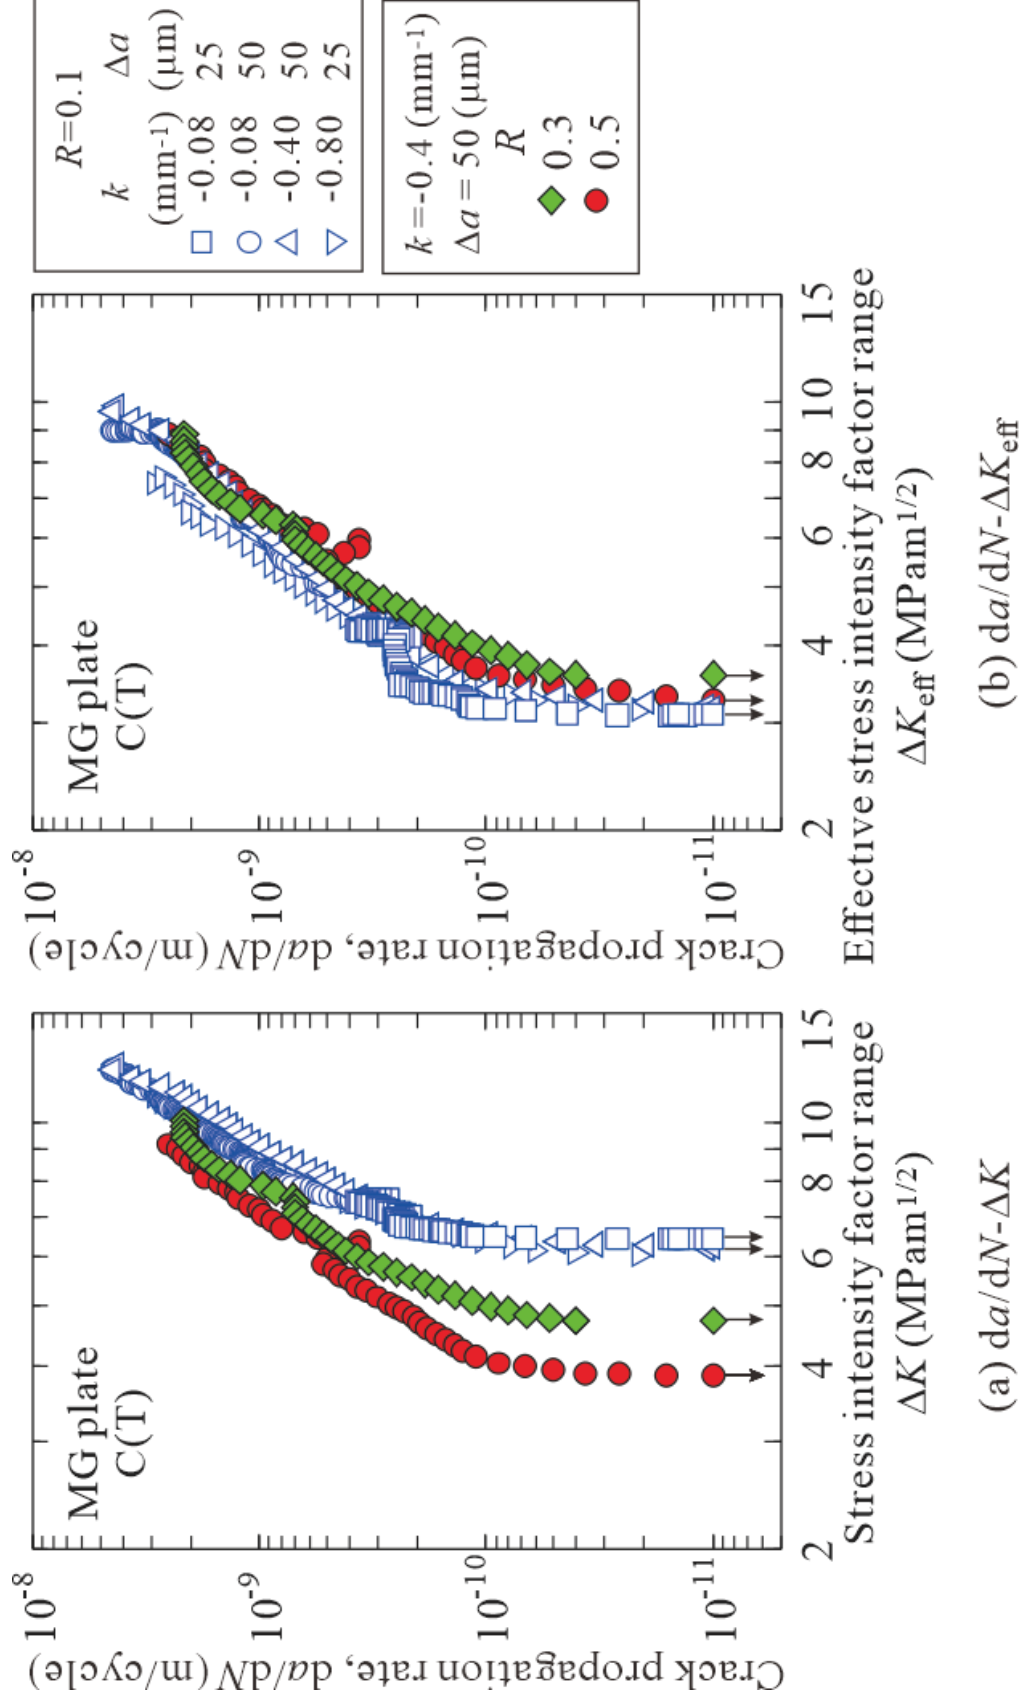 10-8
10-9
10-10
10-11
Crack propagation rate, da/dN (m/cycle)
MG plate
C(T)
2
4
6
8
10
15
Stress intensity factor range
ΔK (MPam1/2)
(a) da/dN-ΔK
10-8
10-9
10-10
10-11
Crack propagation rate, da/dN (m/cycle)
MG plate
C(T)
2
4
6
8
10
15
Effective stress intensity factor range
ΔKeff (MPam1/2)
(b) da/dN-ΔKeff
R=0.1
k Δa
(mm-1) (μm)
-0.08 25
-0.08 50
-0.40 50
-0.80 25
k =-0.4 (mm-1)
Δa = 50 (μm)
R
0.3
0.5